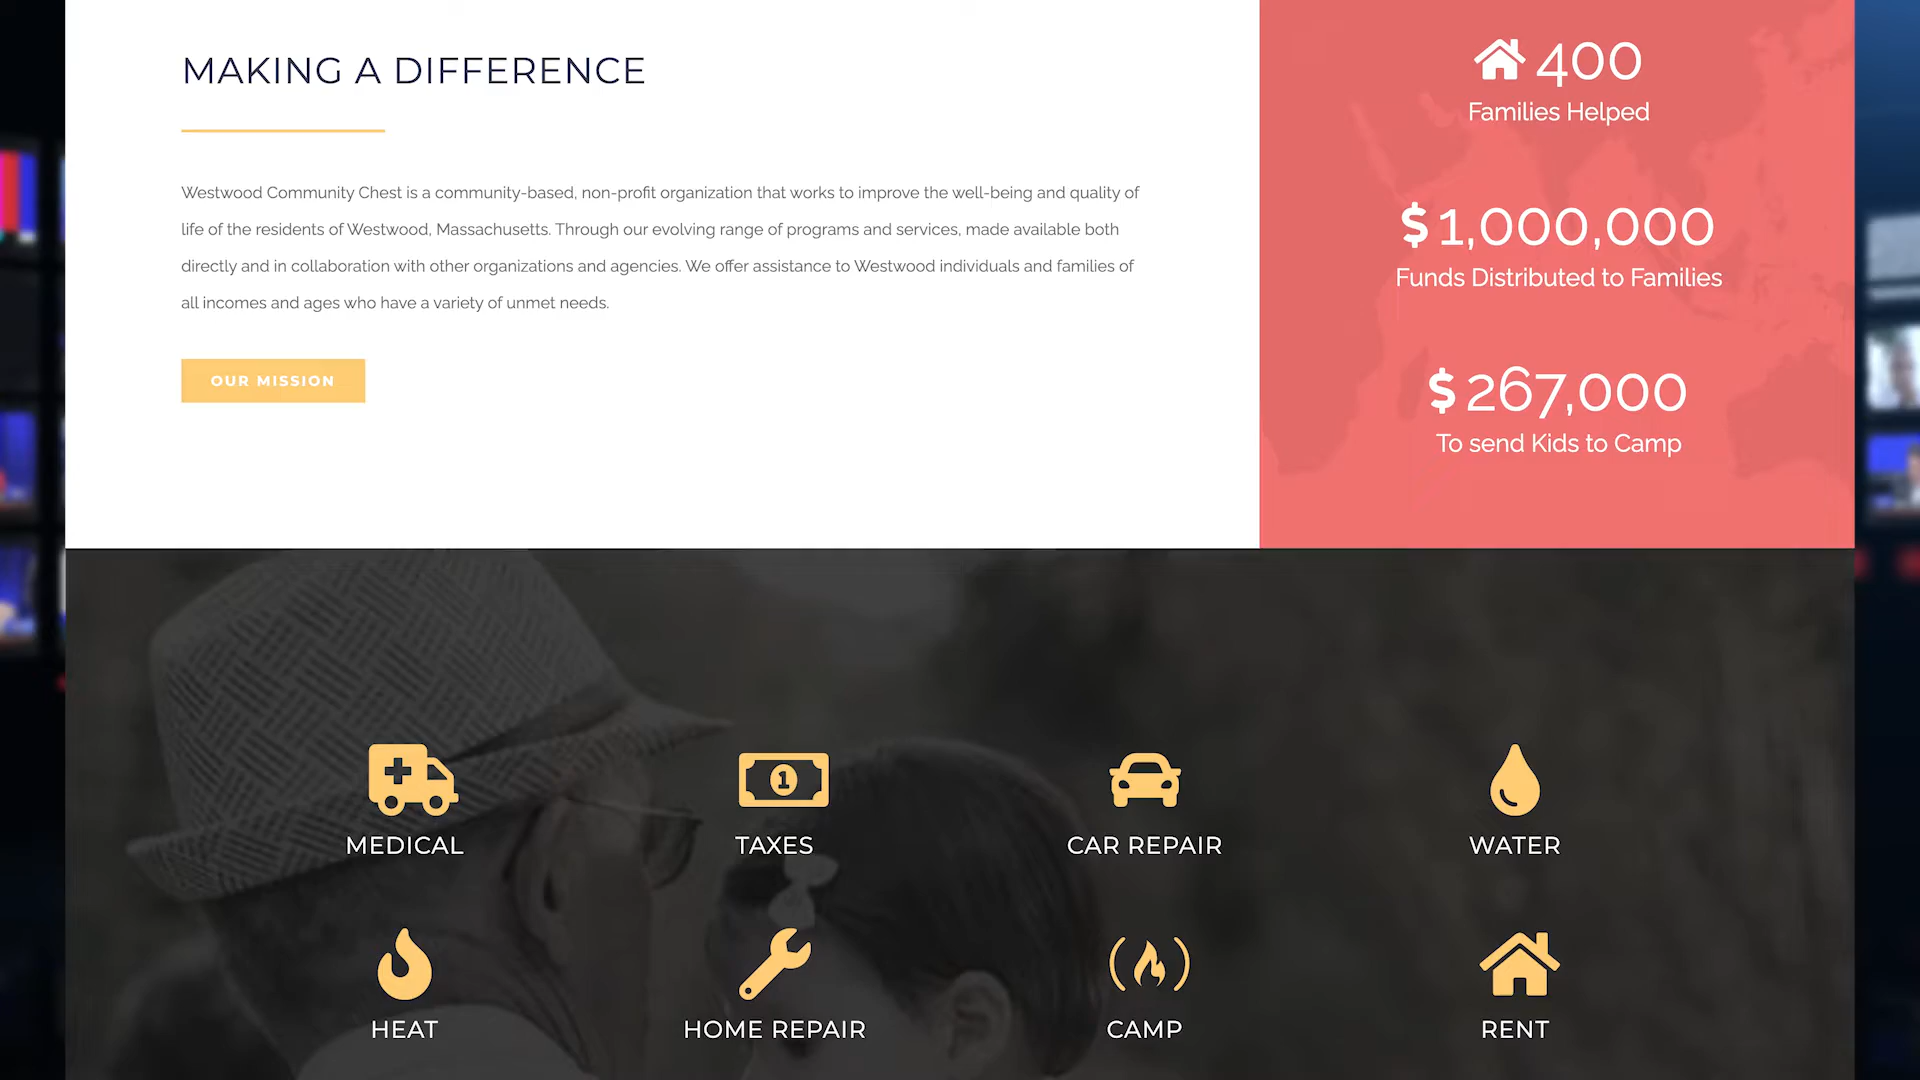 MAKING A DIFFERENCE
Westwood Community Chest is a community-based, non-profit organization that works to improve the well-being and quality of
life of the residents of Westwood, Massachusetts. Through our evolving range of programs and services, made available both
directly and in collaboration with other organizations and agencies. We offer assistance to Westwood individuals and families of
all incomes and ages who have a variety of unmet needs.
OUR MISSION
400
Families Helped
$ 1,000,000
Funds Distributed to Families
$ 267,000
To send Kids to Camp
MEDICAL
1
TAXES
CAR REPAIR
WATER
HEAT
HOME REPAIR
CAMP
RENT